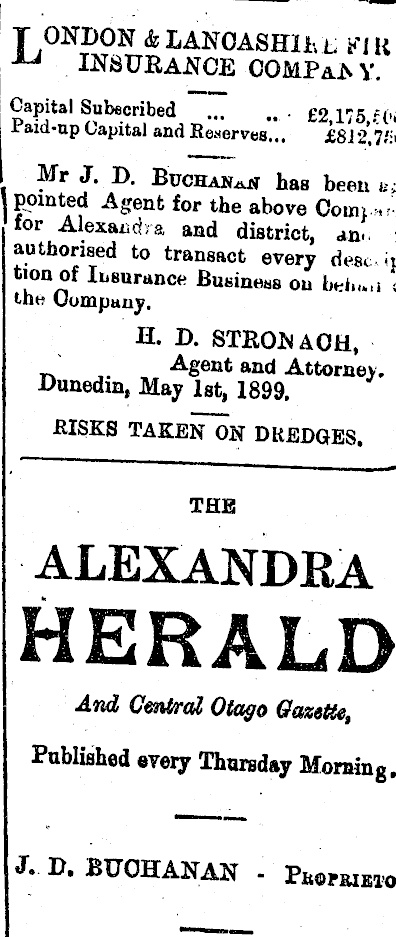 LONDON & LANCASHIRE FIR
INSURANCE COMPANY.
Capital Subscribed ... .. £2,175,
Paid-up Capital and Reserves... £812,75
Mr J. D. BUCHANAN has been
pointed Agent for the above
for Alexandra and district, an
authorised to transact every
tion of Insurance Business on behalf
the Company.
H. D. STRONACH,
Agent and Attorney.
Dunedin, May 1st, 1899.
RISKS TAKEN ON DREDGES.
THE
ALEXANDRA
HERALD
And Central Otago Gazette,
Published every Thursday Morning.
J. D. BUCHANAN - PROPRIETO